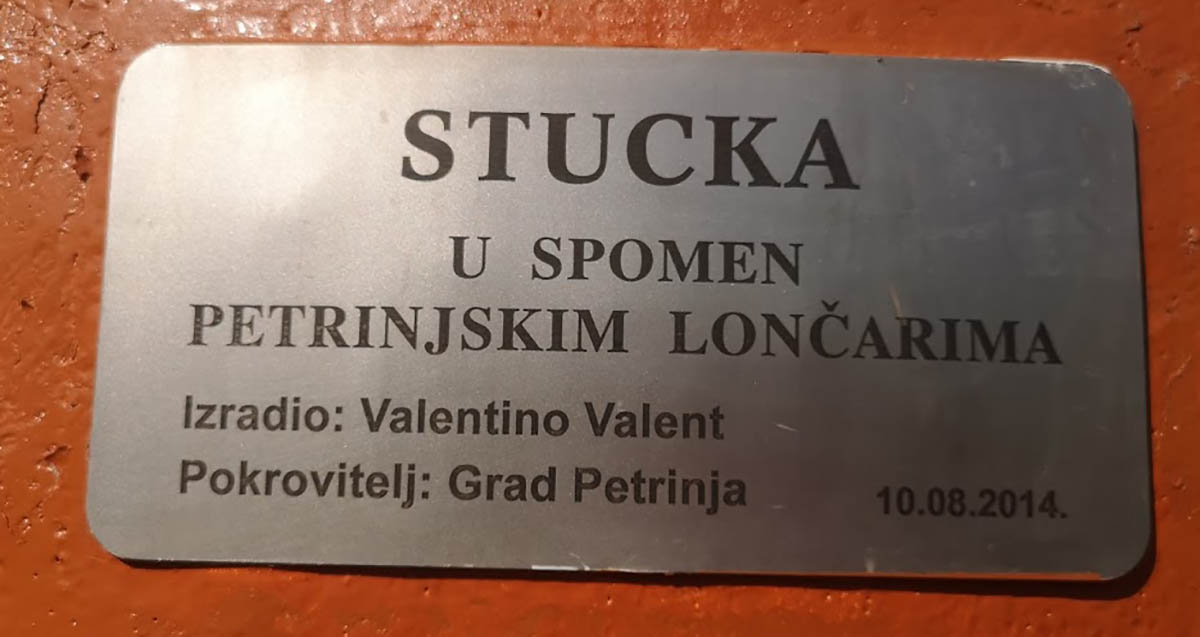 STUCKA
U SPOMEN
PETRINJSKIM LONČARIMA
Izradio: Valentino Valent
Pokrovitelj: Grad Petrinja
10.08.2014.